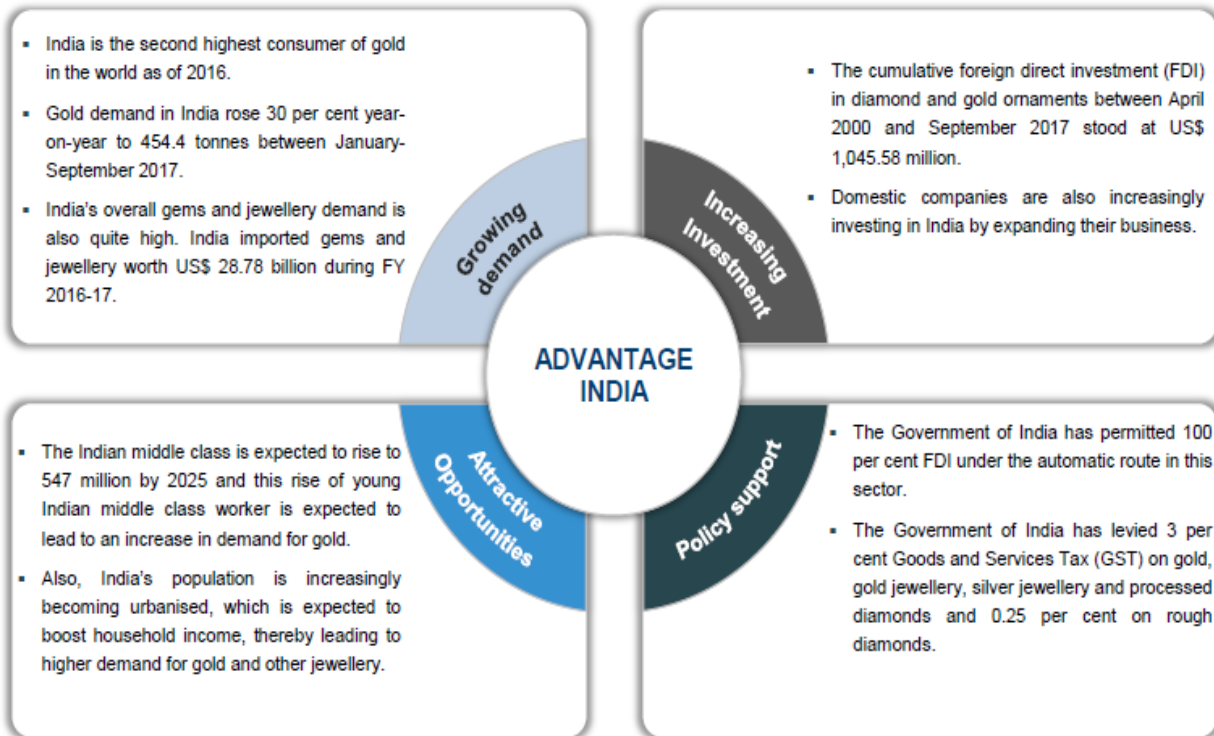 ▪ India is the second highest consumer of gold
in the world as of 2016.
▪ Gold demand in India rose 30 per cent year-
on-year to 454.4 tonnes between January-
September 2017.
▪ India's overall gems and jewellery demand is
also quite high. India imported gems and
jewellery worth US$ 28.78 billion during FY
2016-17.
Growing
demand
▪ The cumulative foreign direct investment (FDI)
in diamond and gold ornaments between April
2000 and September 2017 stood at US$
1,045.58 million.
▪ Domestic companies are also increasingly
investing in India by expanding their business.
Increasing
Investment
ADVANTAGE
INDIA
▪ The Indian middle class is expected to rise to
547 million by 2025 and this rise of young
Indian middle class worker is expected to
lead to an increase in demand for gold.
▪ Also, India's population is increasingly
becoming urbanised, which is expected to
boost household income, thereby leading to
higher demand for gold and other jewellery.
Attractive
Opportunities
▪ The Government of India has permitted 100
per cent FDI under the automatic route in this
sector.
▪ The Government of India has levied 3 per
cent Goods and Services Tax (GST) on gold,
gold jewellery, silver jewellery and processed
diamonds and 0.25 per cent on rough
diamonds.
Policy support